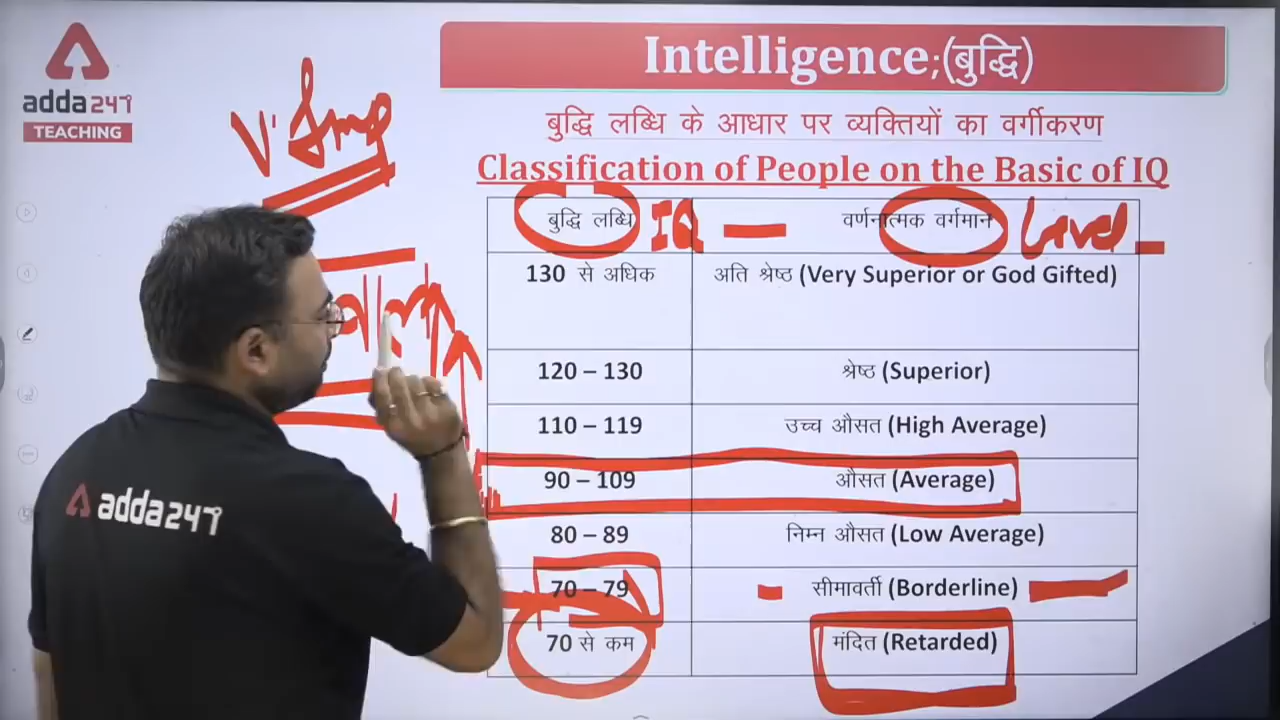 adda247
TEACHING
Intelligence;(बुद्धि)
V. Imp
बुद्धि लब्धि के आधार पर व्यक्तियों का वर्गीकरण
Classification of People on the Basic of IQ
बुद्धि लब्धि IQ वर्णनात्मक वर्गमान Level
130 से अधिक अति श्रेष्ठ (Very Superior or God Gifted)
120 – 130 श्रेष्ठ (Superior)
110 – 119 उच्च औसत (High Average)
90 – 109 औसत (Average)
80 – 89 निम्न औसत (Low Average)
70 – 79 सीमावर्ती (Borderline)
70 से कम मंदित (Retarded)
adda247